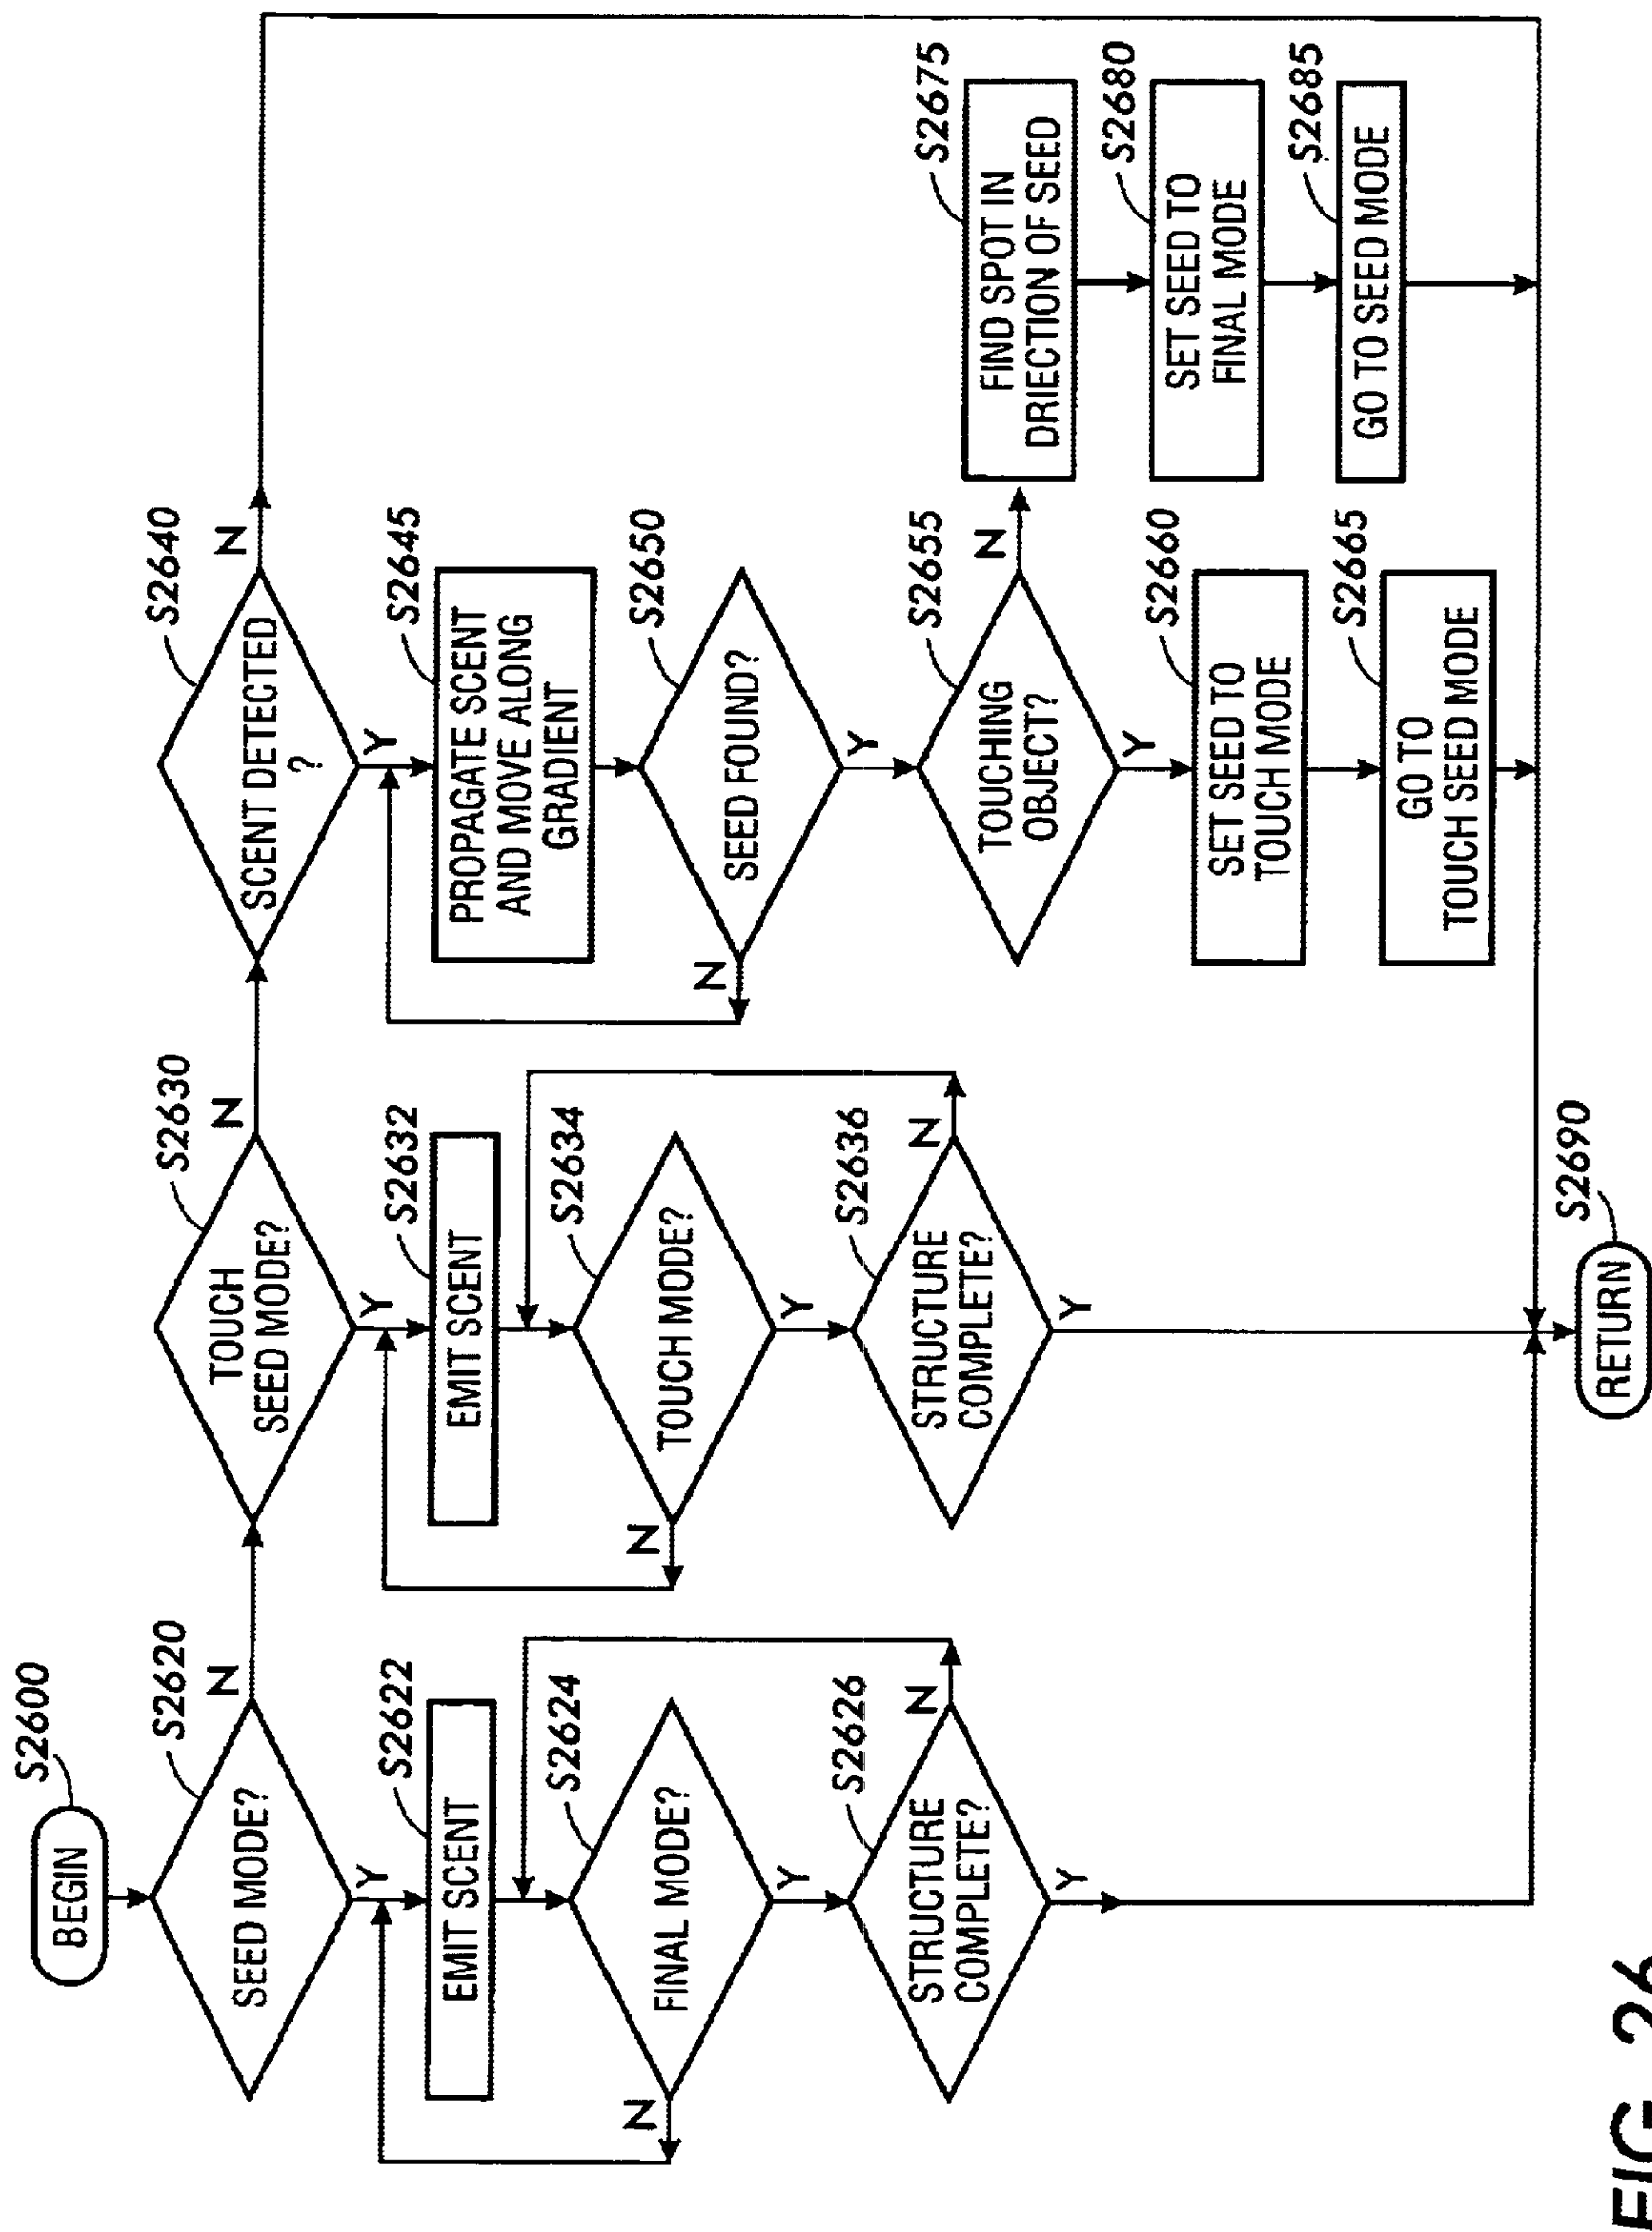 S2600
BEGIN
S2620
SEED MODE?
N
Y
S2622
EMIT SCENT
S2624
FINAL MODE?
N
Y
S2626
STRUCTURE
COMPLETE?
N
Y
S2630
TOUCH
SEED MODE?
N
Y
S2632
EMIT SCENT
S2634
TOUCH MODE?
N
Y
S2636
STRUCTURE
COMPLETE?
N
Y
S2640
SCENT DETECTED
?
N
Y
S2645
PROPAGATE SCENT
AND MOVE ALONG
GRADIENT
S2650
SEED FOUND?
N
Y
S2655
TOUCHING
OBJECT?
N
Y
S2660
SET SEED TO
TOUCH MODE
S2665
GO TO
TOUCH SEED MODE
S2675
FIND SPOT IN
DRIECTION OF SEED
S2680
SET SEED TO
FINAL MODE
S2685
GO TO SEED MODE
S2690
RETURN
FIG. 26